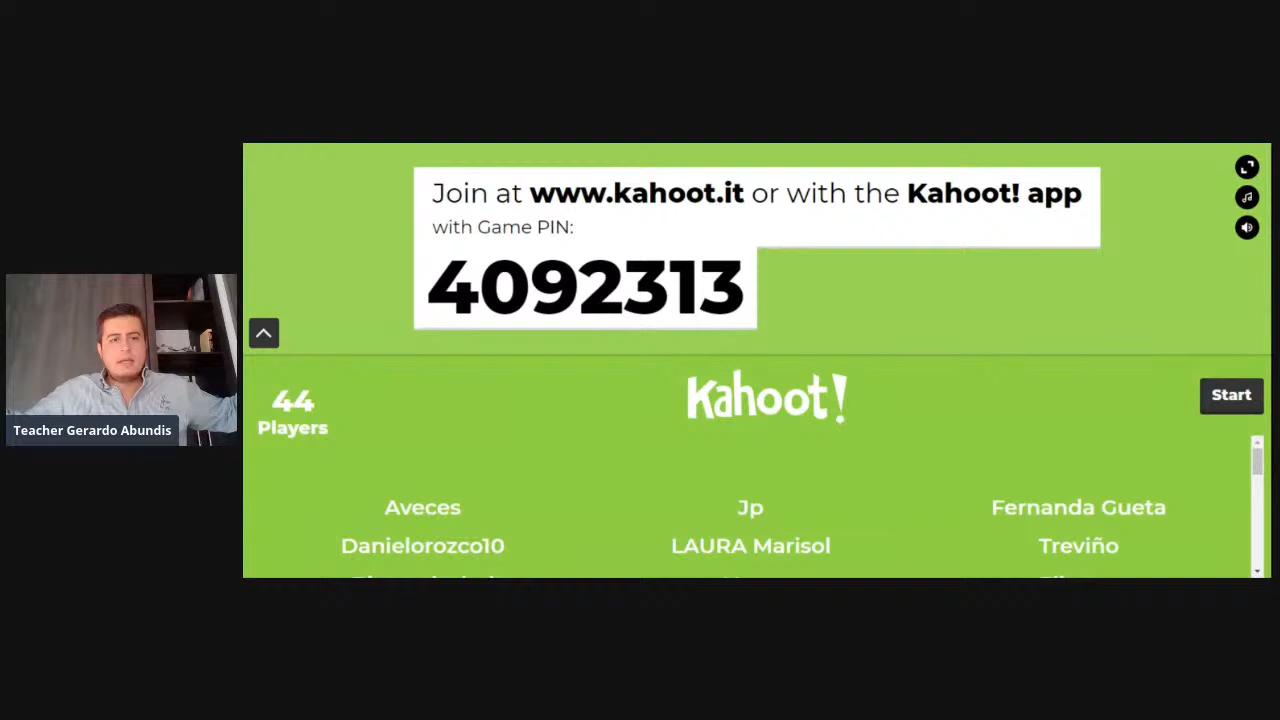 Join at www.kahoot.it or with the Kahoot! app
with Game PIN:
4092313
44
Players
Kahoot!
Start
Teacher Gerardo Abundis
Aveces
Jp
Fernanda Gueta
Danielorozco10
LAURA Marisol
Treviño